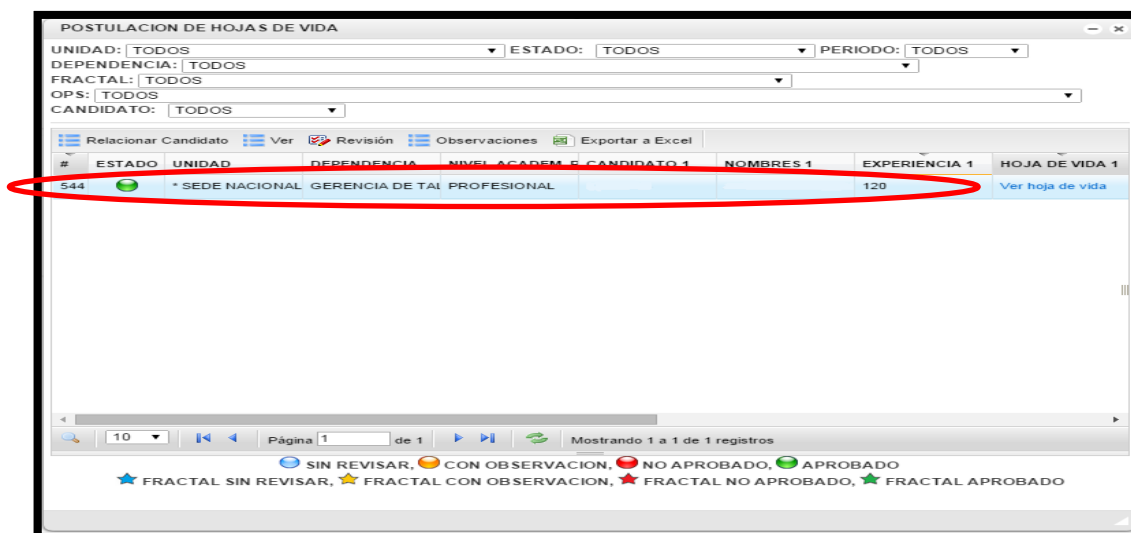 POSTULACION DE HOJAS DE VIDA
UNIDAD: TODOS ESTADO: TODOS PERIODO: TODOS
DEPENDENCIA: TODOS
FRACTAL: TODOS
OPS: TODOS
CANDIDATO: TODOS
Relacionar Candidato Ver Revisión Observaciones Exportar a Excel
# ESTADO UNIDAD DEPENDENCIA NIVEL ACADEM. CANDIDATO 1 NOMBRES 1 EXPERIENCIA 1 HOJA DE VIDA 1
544 * SEDE NACIONAL GERENCIA DE TAL PROFESIONAL 120 Ver hoja de vida
10 Página 1 de 1 Mostrando 1 a 1 de 1 registros
SIN REVISAR, CON OBSERVACION, NO APROBADO, APROBADO
FRACTAL SIN REVISAR, FRACTAL CON OBSERVACION, FRACTAL NO APROBADO, FRACTAL APROBADO